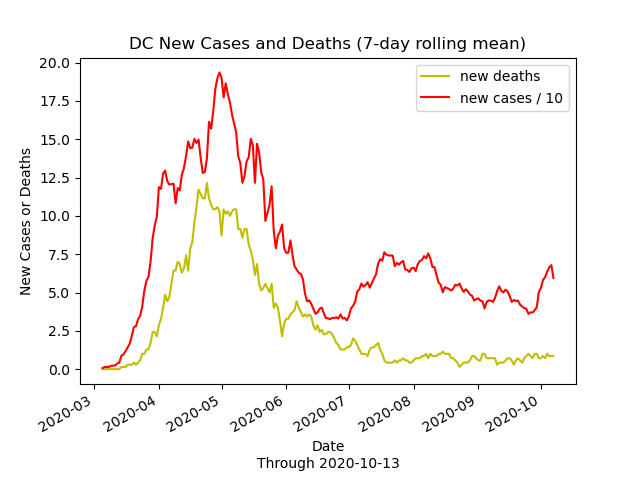 DC New Cases and Deaths (7-day rolling mean)
new deaths
new cases / 10
20.0
17.5
15.0
12.5
10.0
7.5
5.0
2.5
0.0
New Cases or Deaths
2020-03
2020-04
2020-05
2020-06
2020-07
2020-08
2020-09
2020-10
Date
Through 2020-10-13